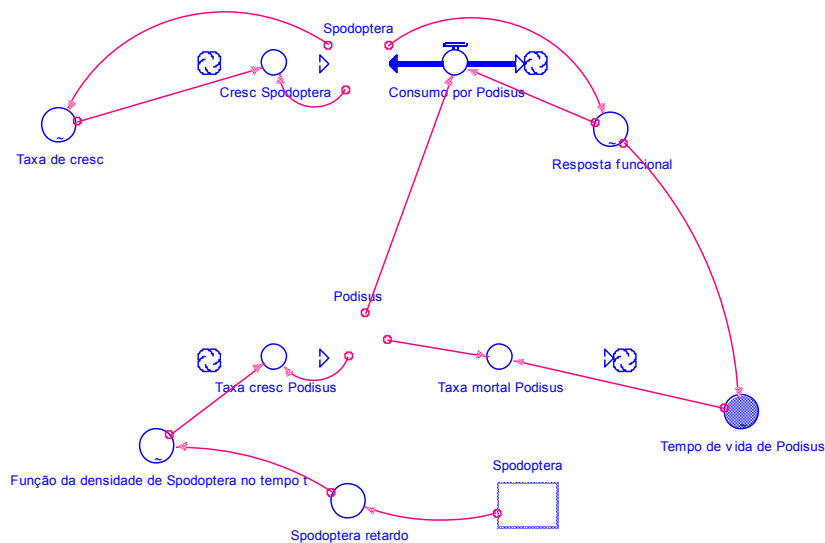 Spodoptera
Cresc Spodoptera
Consumo por Podisus
Taxa de cresc
Resposta funcional
Podisus
Taxa cresc Podisus
Taxa mortal Podisus
Tempo de vida de Podisus
Função da densidade de Spodoptera no tempo t
Spodoptera
Spodoptera retardo